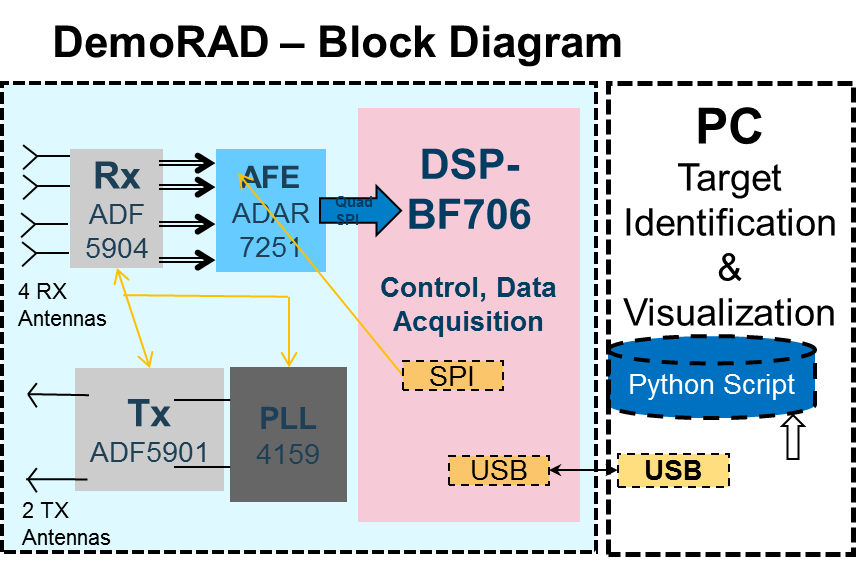 DemoRAD – Block Diagram
Rx
ADF
5904
AFE
ADAR
7251
Quad
SPI
DSP-
BF706
Control, Data
Acquisition
4 RX
Antennas
SPI
Tx
ADF5901
PLL
4159
USB
2 TX
Antennas
PC
Target
Identification
&
Visualization
Python Script
USB